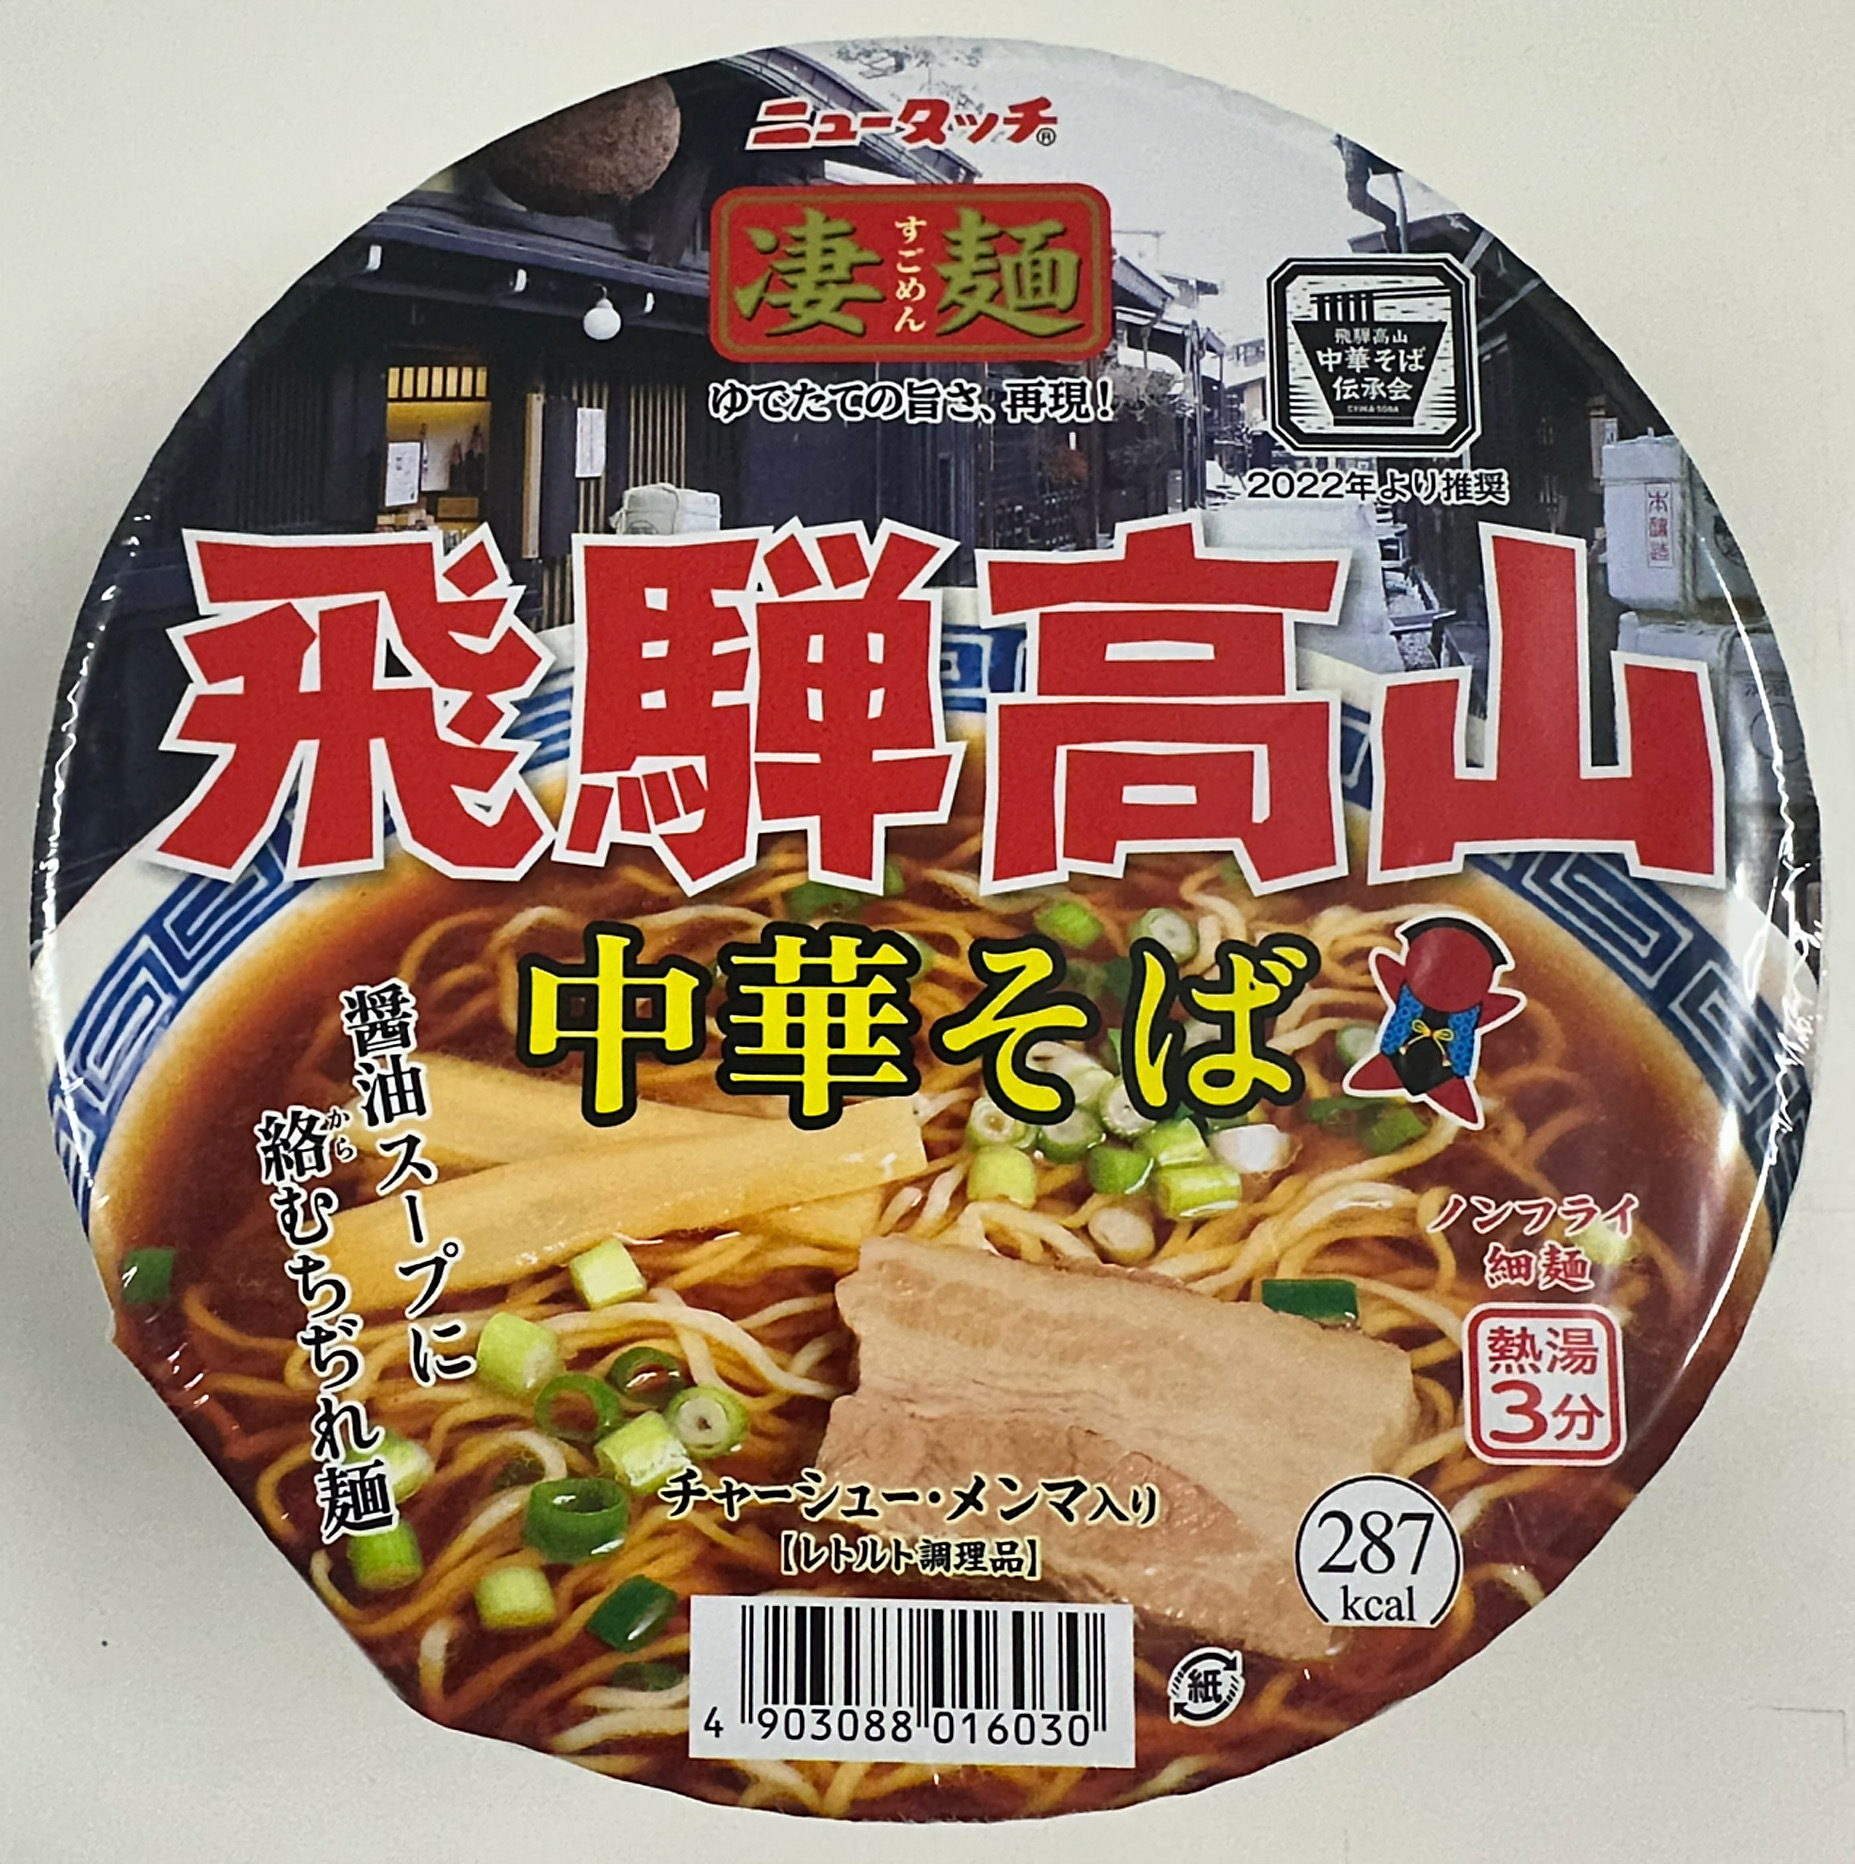 ニュータッチ®
凄麺
すごめん
ゆでたての旨さ、再現!
飛騨高山
中華そば
伝承会
2022年より推奨
本醸造
飛騨高山
中華そば
醤油スープに
絡むちぢれ麺
から
ノンフライ
細麺
熱湯
3分
チャーシュー・メンマ入り
【レトルト調理品】
287
kcal
紙
4 903088 016030